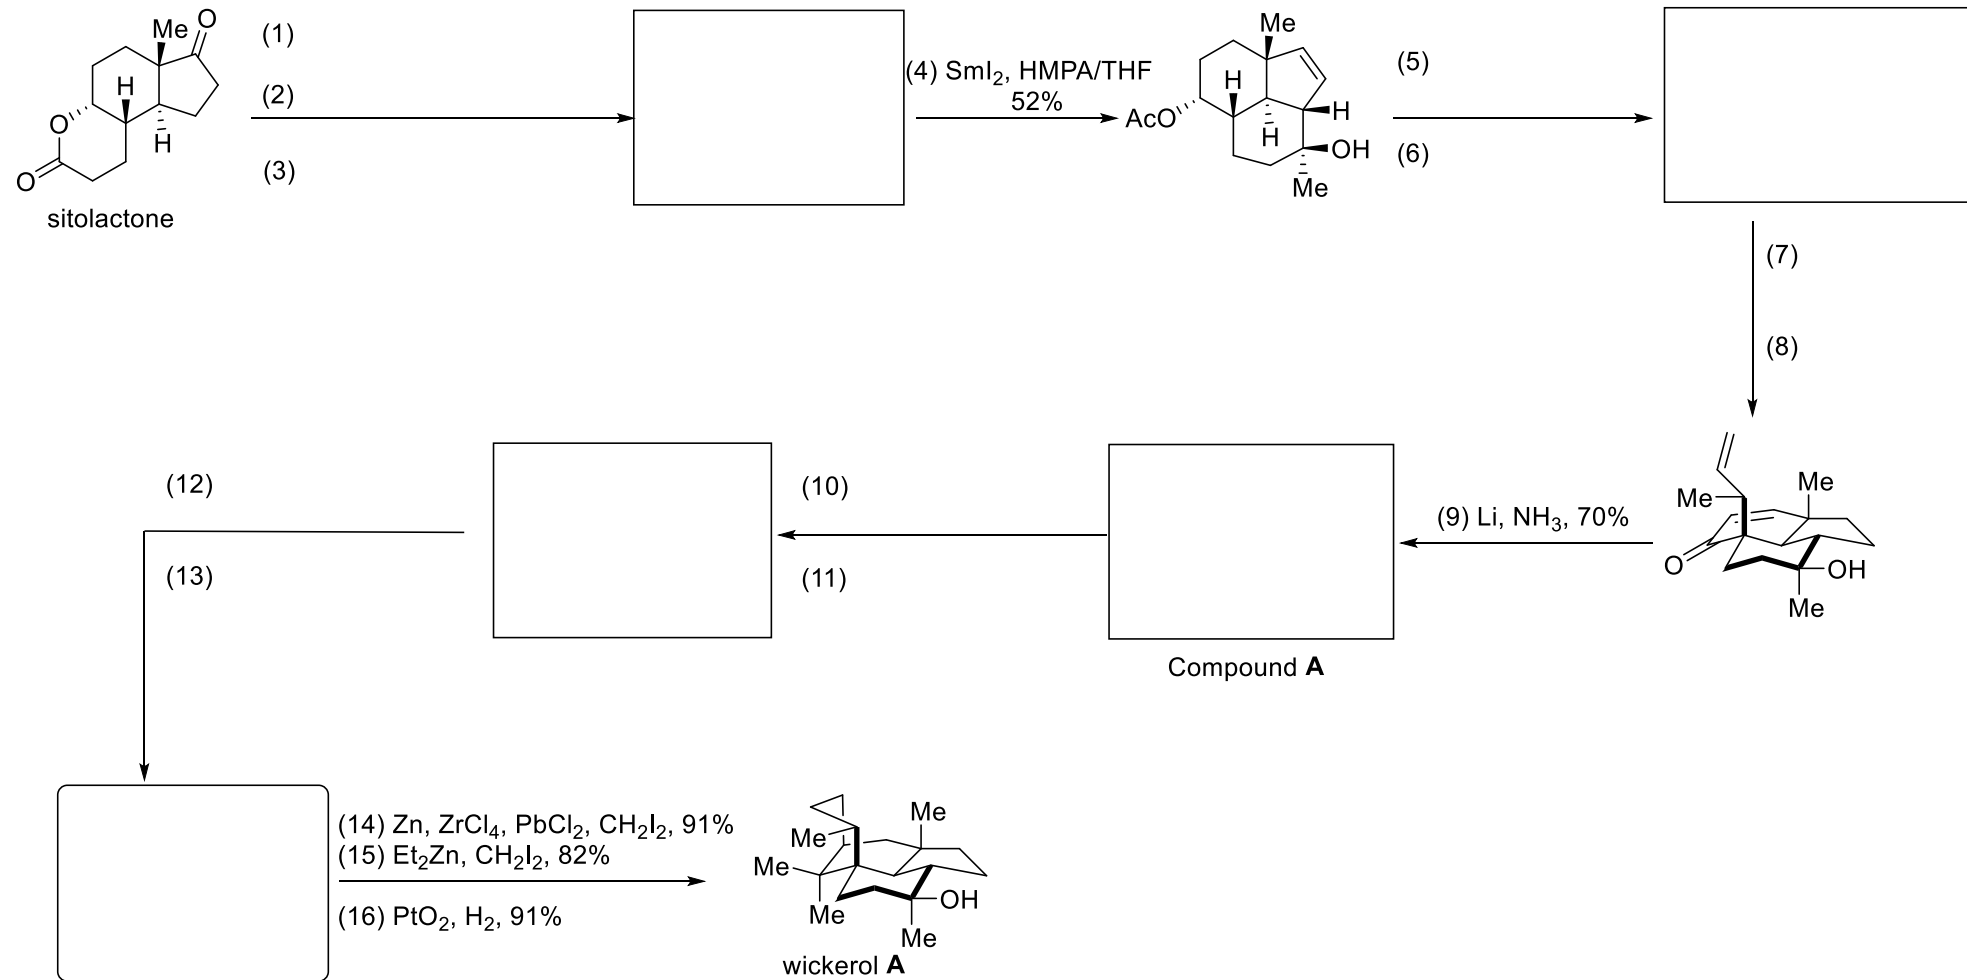 O
Me
(1)
H
(2)
O
H
(3)
O
sitolactone
(4) SmI₂, HMPA/THF
52%
Me
H
AcO
H
H
OH
Me
(5)
(6)
(7)
(8)
Me
Me
O
OH
Me
(9) Li, NH₃, 70%
Compound A
(10)
(11)
(12)
(13)
(14) Zn, ZrCl₄, PbCl₂, CH₂I₂, 91%
(15) Et₂Zn, CH₂I₂, 82%
(16) PtO₂, H₂, 91%
Me
Me
Me
Me
OH
Me
wickerol A